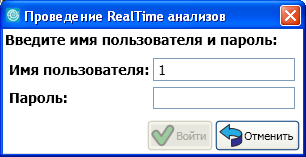 Проведение RealTime анализов
Введите имя пользователя и пароль:
Имя пользователя: 1
Пароль:
Войти Отменить